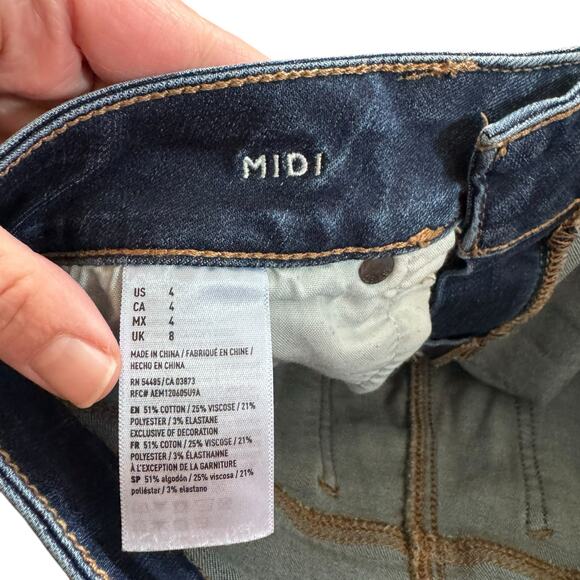 MIDI
US 4
CA 4
MX 4
UK 8
MADE IN CHINA / FABRIQUÉ EN CHINE /
HECHO EN CHINA
RN 54485/CA 03873
RFC# AEM120605U9A
EN 51% COTTON / 25% VISCOSE / 21%
POLYESTER / 3% ELASTANE
EXCLUSIVE OF DECORATION
FR 51% COTON / 25% VISCOSE / 21%
POLYESTER / 3% ÉLASTHANNE
À L'EXCEPTION DE LA GARNITURE
SP 51% algodón / 25% viscosa / 21%
poliéster / 3% elastano